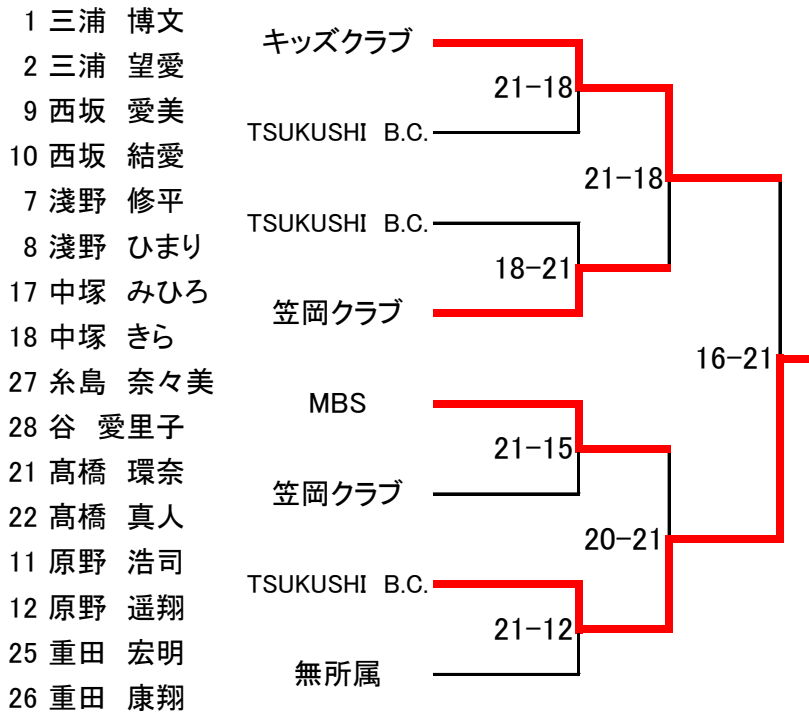 1 三浦　博文
2 三浦　望愛
キッズクラブ
21-18
9 西坂　愛美
10 西坂　結愛
TSUKUSHI B.C.
21-18
7 淺野　修平
8 淺野　ひまり
TSUKUSHI B.C.
18-21
17 中塚　みひろ
18 中塚　きら
笠岡クラブ
16-21
27 糸島　奈々美
28 谷　愛里子
MBS
21-15
21 髙橋　環奈
22 髙橋　真人
笠岡クラブ
20-21
11 原野　浩司
12 原野　遥翔
TSUKUSHI B.C.
21-12
25 重田　宏明
26 重田　康翔
無所属